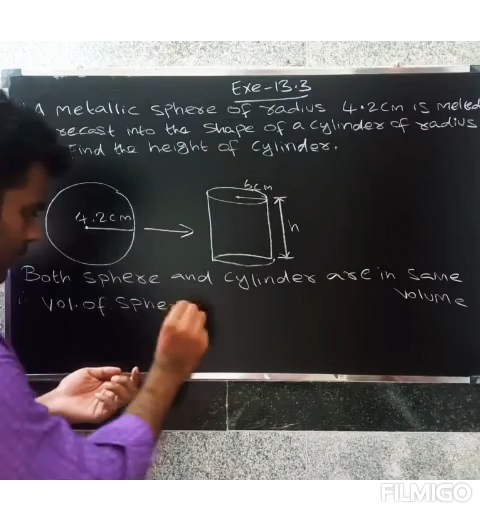 Exe-13.3
A metallic sphere of radius 4.2cm is melted
recast into the shape of a cylinder of radius
Find the height of cylinder.
6cm
4.2cm
h
Both sphere and cylinder are in same
volume
Vol. of Sphe
FILMIGO